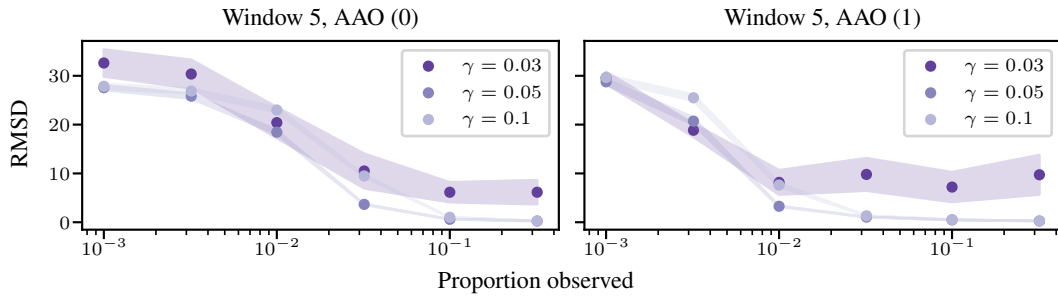 Window 5, AAO (0)
Window 5, AAO (1)
RMSD
30
20
10
0
γ = 0.03
γ = 0.05
γ = 0.1
γ = 0.03
γ = 0.05
γ = 0.1
10⁻³
10⁻²
10⁻¹
10⁻³
10⁻²
10⁻¹
Proportion observed